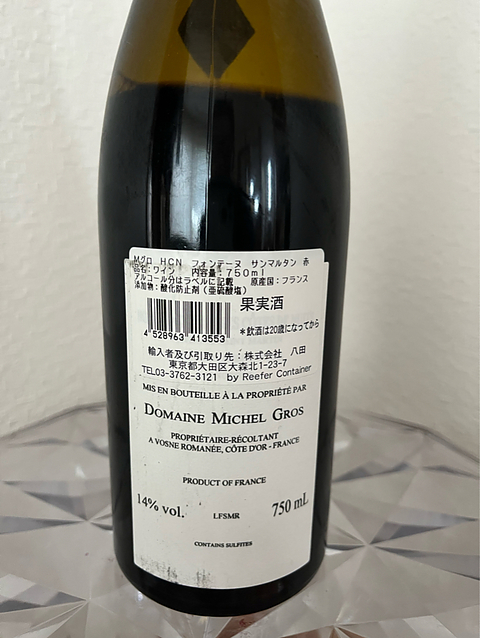 Mグロ HCN フォンテーヌ サンマルタン 赤
品名:ワイン 内容量:750ml
アルコール分はラベルに記載 原産国:フランス
添加物:酸化防止剤(亜硫酸塩)
果実酒
4 528963 413553
*飲酒は20歳になってから
輸入者及び引取り先:株式会社 八田
東京都大田区大森北1-23-7
TEL03-3762-3121 by Reefer Container
MIS EN BOUTEILLE À LA PROPRIÉTÉ PAR
DOMAINE MICHEL GROS
PROPRIÉTAIRE-RÉCOLTANT
A VOSNE ROMANÉE, CÔTE D'OR - FRANCE
PRODUCT OF FRANCE
14% vol. LFSMR 750 mL
CONTAINS SULFITES